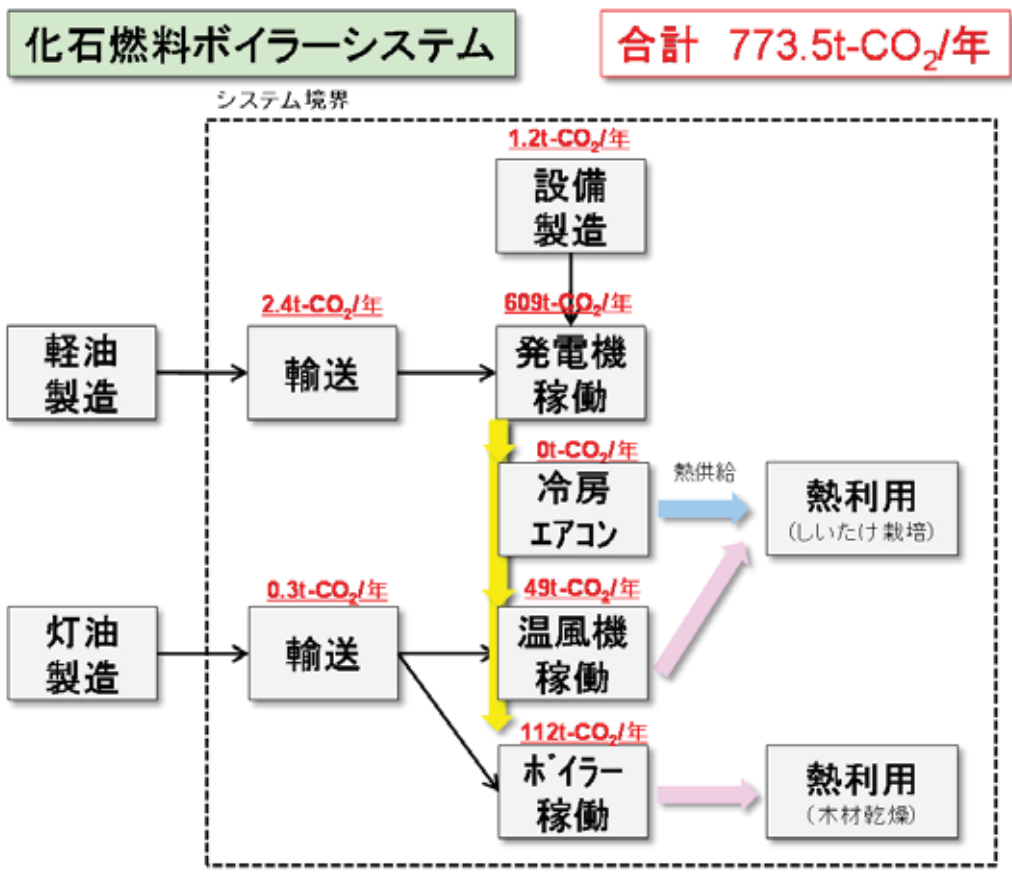 化石燃料ボイラーシステム
合計 773.5t-CO₂/年
システム境界
1.2t-CO₂/年
設備
製造
2.4t-CO₂/年
609t-CO₂/年
軽油
製造
輸送
発電機
稼働
0t-CO₂/年
冷房
エアコン
熱供給
熱利用
(しいたけ栽培)
0.3t-CO₂/年
49t-CO₂/年
灯油
製造
輸送
温風機
稼働
112t-CO₂/年
ボイラー
稼働
熱利用
(木材乾燥)